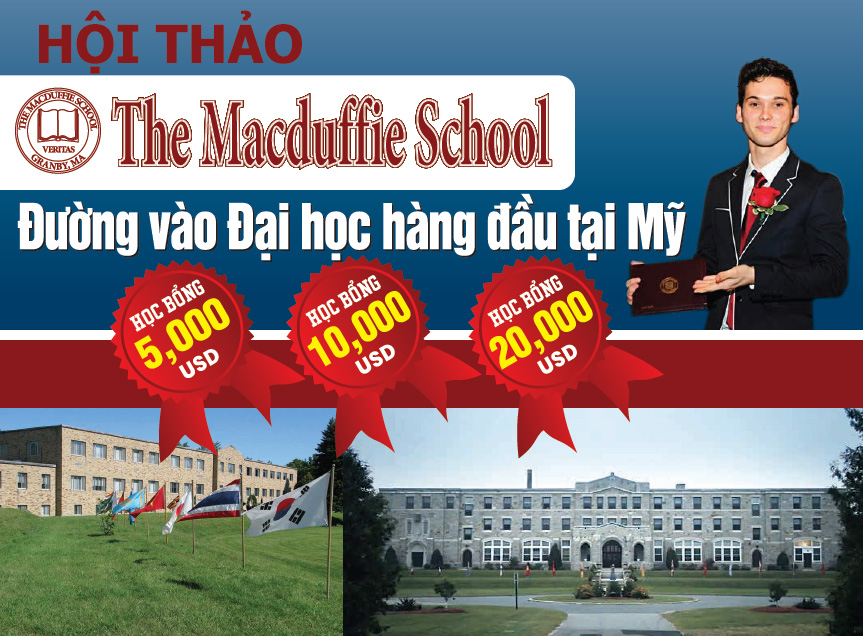 HỘI THẢO
THE MACDUFFIE SCHOOL
VERITAS
GRANBY, MA
The Macduffie School
Đường vào Đại học hàng đầu tại Mỹ
HỌC BỔNG
5,000
USD
HỌC BỔNG
10,000
USD
HỌC BỔNG
20,000
USD